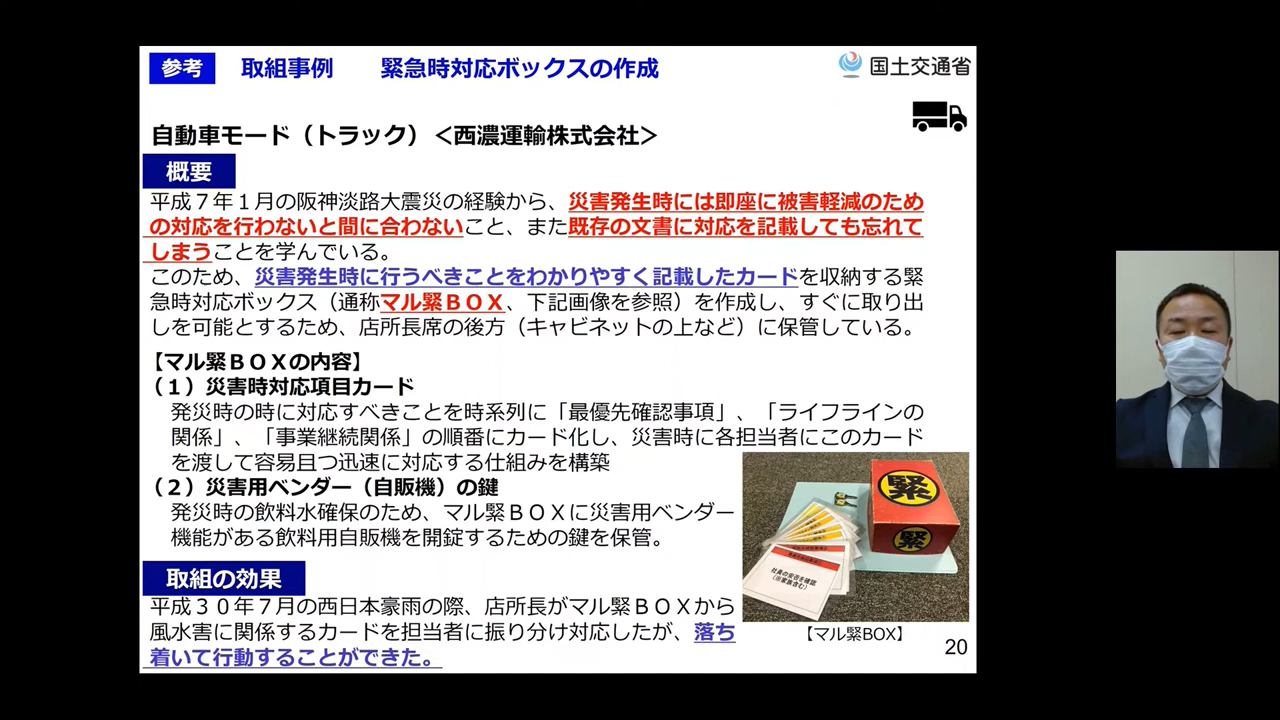 参考 取組事例 緊急時対応ボックスの作成
国土交通省
自動車モード（トラック）＜西濃運輸株式会社＞
概要
平成７年１月の阪神淡路大震災の経験から、災害発生時には即座に被害軽減のため
の対応を行わないと間に合わないこと、また既存の文書に対応を記載しても忘れて
しまうことを学んでいる。
このため、災害発生時に行うべきことをわかりやすく記載したカードを収納する緊
急時対応ボックス（通称マル緊ＢＯＸ、下記画像を参照）を作成し、すぐに取り出
しを可能とするため、店所長席の後方（キャビネットの上など）に保管している。
【マル緊ＢＯＸの内容】
（１）災害時対応項目カード
発災時の時に対応すべきことを時系列に「最優先確認事項」、「ライフラインの
関係」、「事業継続関係」の順番にカード化し、災害時に各担当者にこのカード
を渡して容易且つ迅速に対応する仕組みを構築
（２）災害用ベンダー（自販機）の鍵
発災時の飲料水確保のため、マル緊ＢＯＸに災害用ベンダー
機能がある飲料用自販機を開錠するための鍵を保管。
緊
緊
社員の安否を確認
（※家族含む）
【マル緊BOX】
取組の効果
平成３０年７月の西日本豪雨の際、店所長がマル緊ＢＯＸから
風水害に関係するカードを担当者に振り分け対応したが、落ち
着いて行動することができた。
20